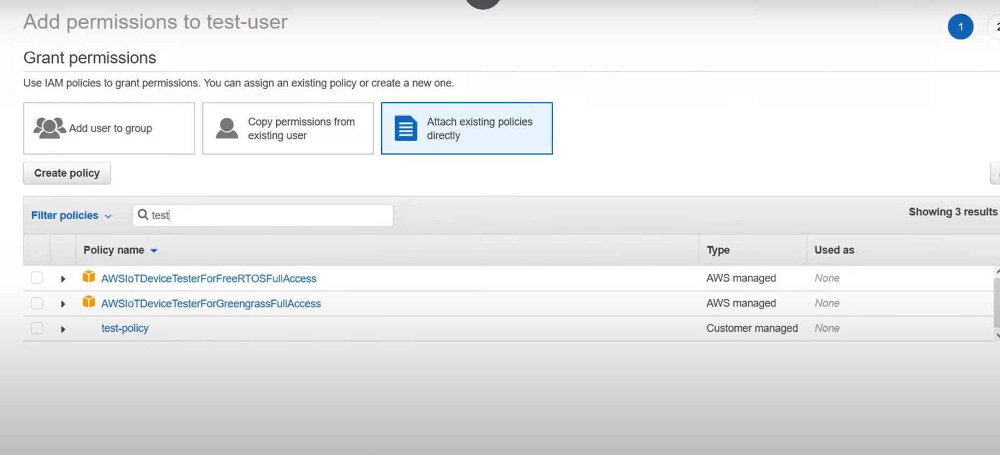 Add permissions to test-user
1
2
Grant permissions
Use IAM policies to grant permissions. You can assign an existing policy or create a new one.
Add user to group
Copy permissions from
existing user
Attach existing policies
directly
Create policy
Filter policies
test
Showing 3 results
Policy name
Type
Used as
AWSIoTDeviceTesterForFreeRTOSFullAccess
AWS managed
None
AWSIoTDeviceTesterForGreengrassFullAccess
AWS managed
None
test-policy
Customer managed
None